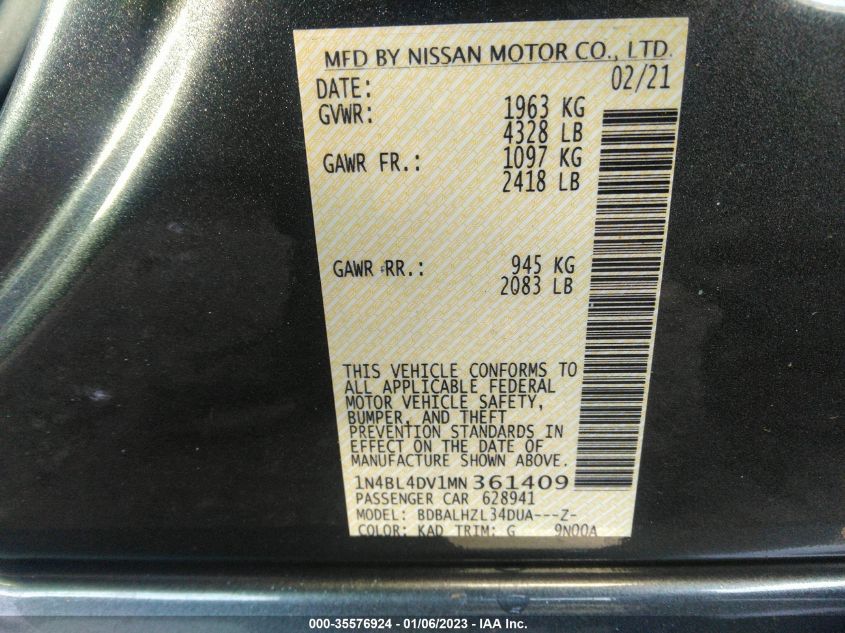 MFD BY NISSAN MOTOR CO., LTD.
DATE: 02/21
GVWR: 1963 KG
4328 LB
GAWR FR.: 1097 KG
2418 LB
GAWR RR.: 945 KG
2083 LB
THIS VEHICLE CONFORMS TO
ALL APPLICABLE FEDERAL
MOTOR VEHICLE SAFETY,
BUMPER, AND THEFT
PREVENTION STANDARDS IN
EFFECT ON THE DATE OF
MANUFACTURE SHOWN ABOVE.
1N4BL4DV1MN361409
PASSENGER CAR 628941
MODEL: BDBALHZL34DUA---Z-
COLOR: KAD TRIM: G 9N00A
000-35576924 - 01/06/2023 - IAA Inc.